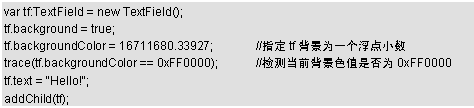 var tf:TextField = new TextField();
tf.background = true;
tf.backgroundColor = 16711680.33927; //指定 tf 背景为一个浮点小数
trace(tf.backgroundColor == 0xFF0000); //检测当前背景色值是否为 0xFF0000
tf.text = "Hello!";
addChild(tf);